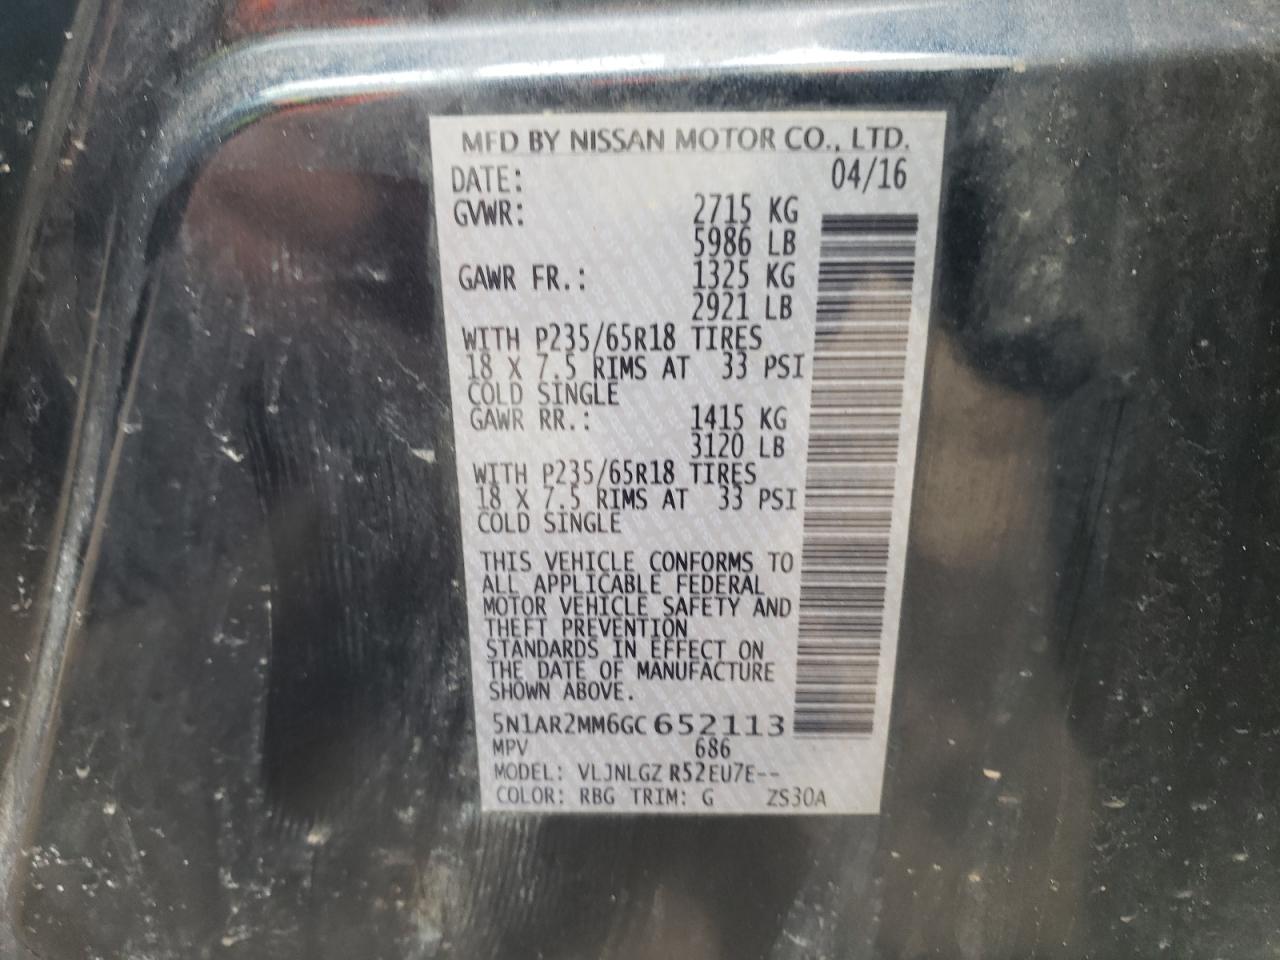 MFD BY NISSAN MOTOR CO., LTD.
DATE: 04/16
GVWR: 2715 KG
5986 LB
GAWR FR.: 1325 KG
2921 LB
WITH P235/65R18 TIRES
18 X 7.5 RIMS AT 33 PSI
COLD SINGLE
GAWR RR.: 1415 KG
3120 LB
WITH P235/65R18 TIRES
18 X 7.5 RIMS AT 33 PSI
COLD SINGLE
THIS VEHICLE CONFORMS TO
ALL APPLICABLE FEDERAL
MOTOR VEHICLE SAFETY AND
THEFT PREVENTION
STANDARDS IN EFFECT ON
THE DATE OF MANUFACTURE
SHOWN ABOVE.
5N1AR2MM6GC652113
MPV 686
MODEL: VLJNLGZ R52EU7E--
COLOR: RBG TRIM: G ZS30A